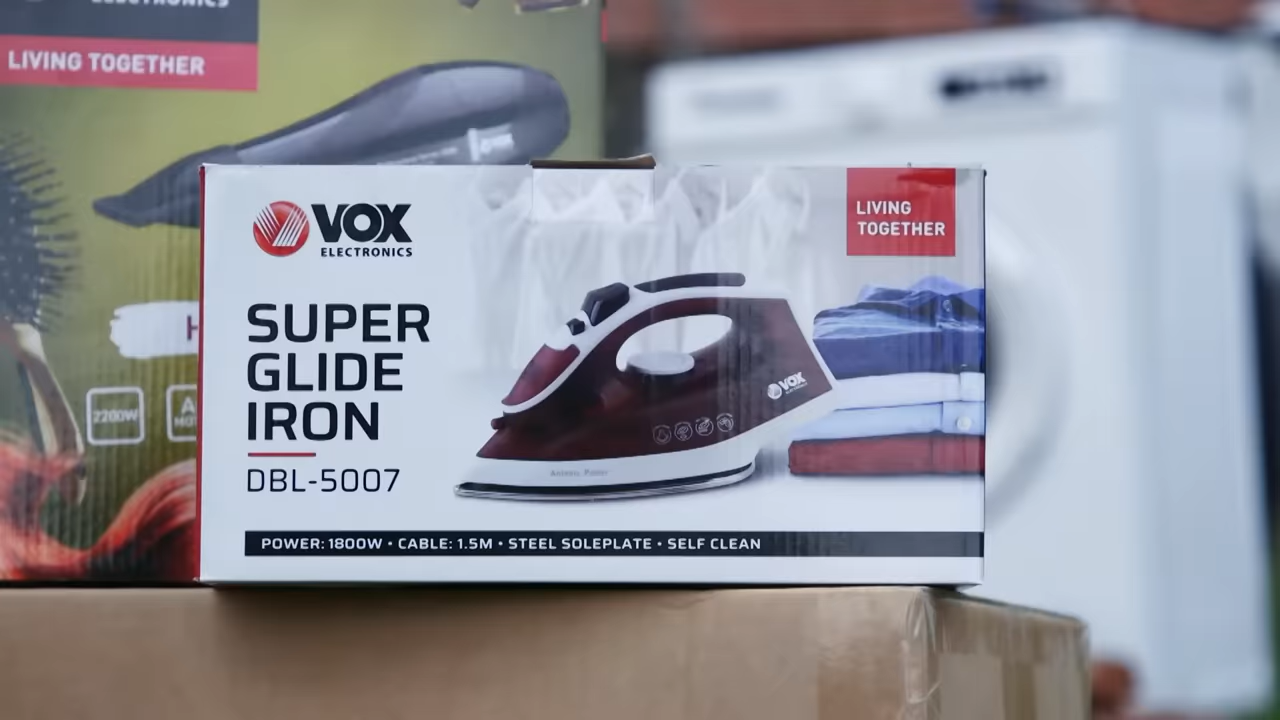 ELECTRONICS
LIVING TOGETHER
2200W
VOX
ELECTRONICS
LIVING
TOGETHER
SUPER
GLIDE
IRON
DBL-5007
VOX
POWER: 1800W • CABLE: 1.5M • STEEL SOLEPLATE • SELF CLEAN